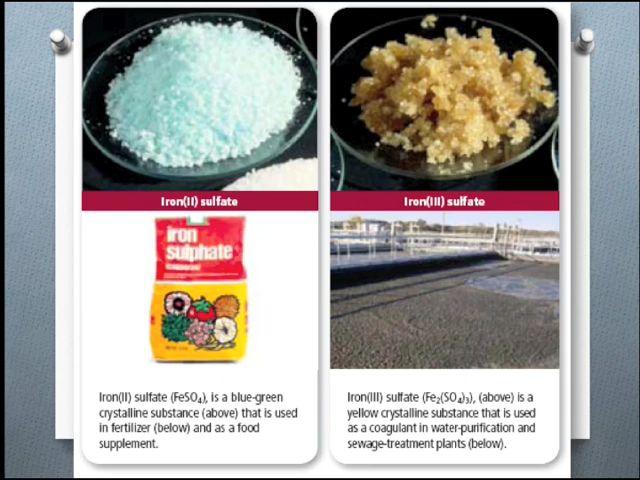 Iron(II) sulfate
iron
sulphate
Iron(II) sulfate (FeSO₄), is a blue-green
crystalline substance (above) that is used
in fertilizer (below) and as a food
supplement.
Iron(III) sulfate
Iron(III) sulfate (Fe₂(SO₄)₃), (above) is a
yellow crystalline substance that is used
as a coagulant in water-purification and
sewage-treatment plants (below).